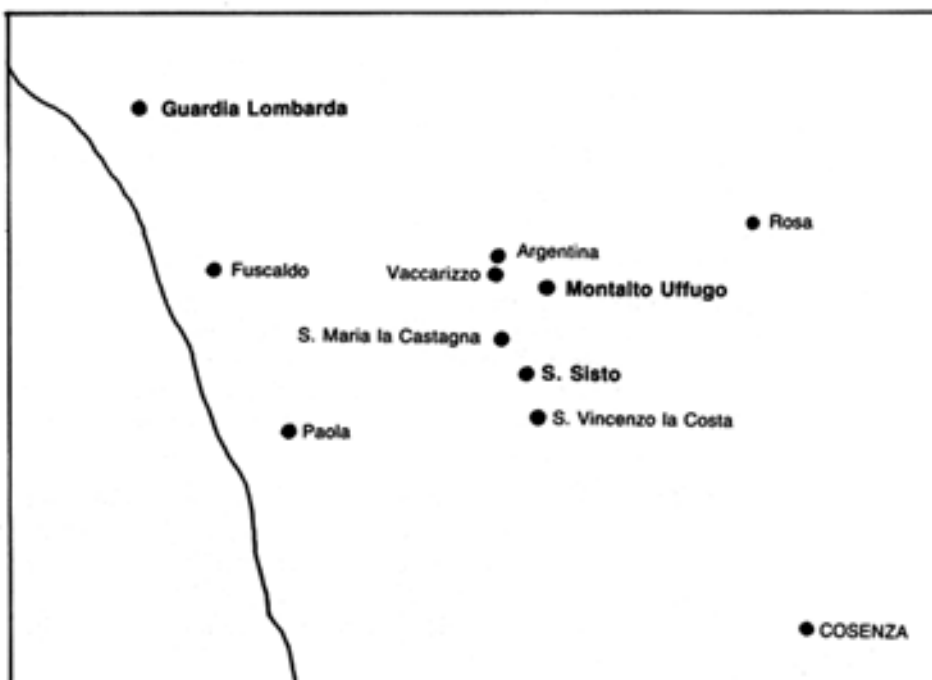 Guardia Lombarda
Rosa
Argentina
Fuscaldo
Vaccarizzo
Montalto Uffugo
S. Maria la Castagna
S. Sisto
S. Vincenzo la Costa
Paola
COSENZA